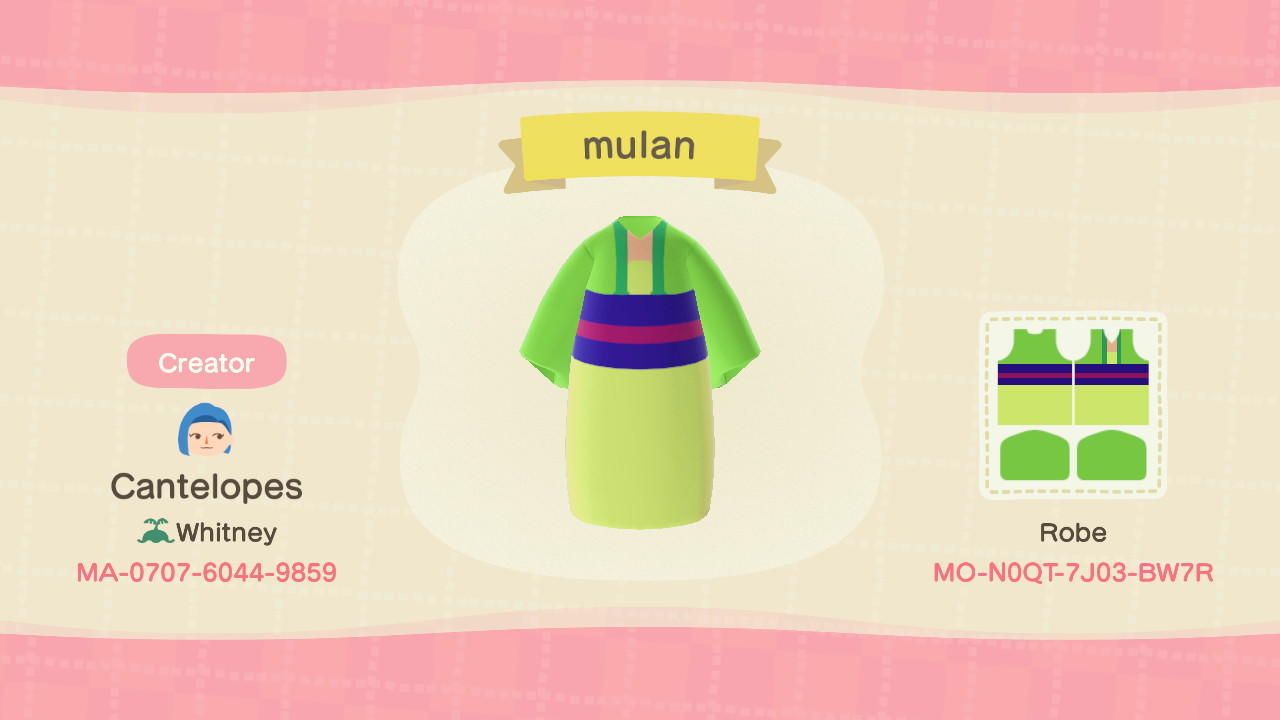 mulan
Creator
Cantelopes
Whitney
MA-0707-6044-9859
Robe
MO-N0QT-7J03-BW7R